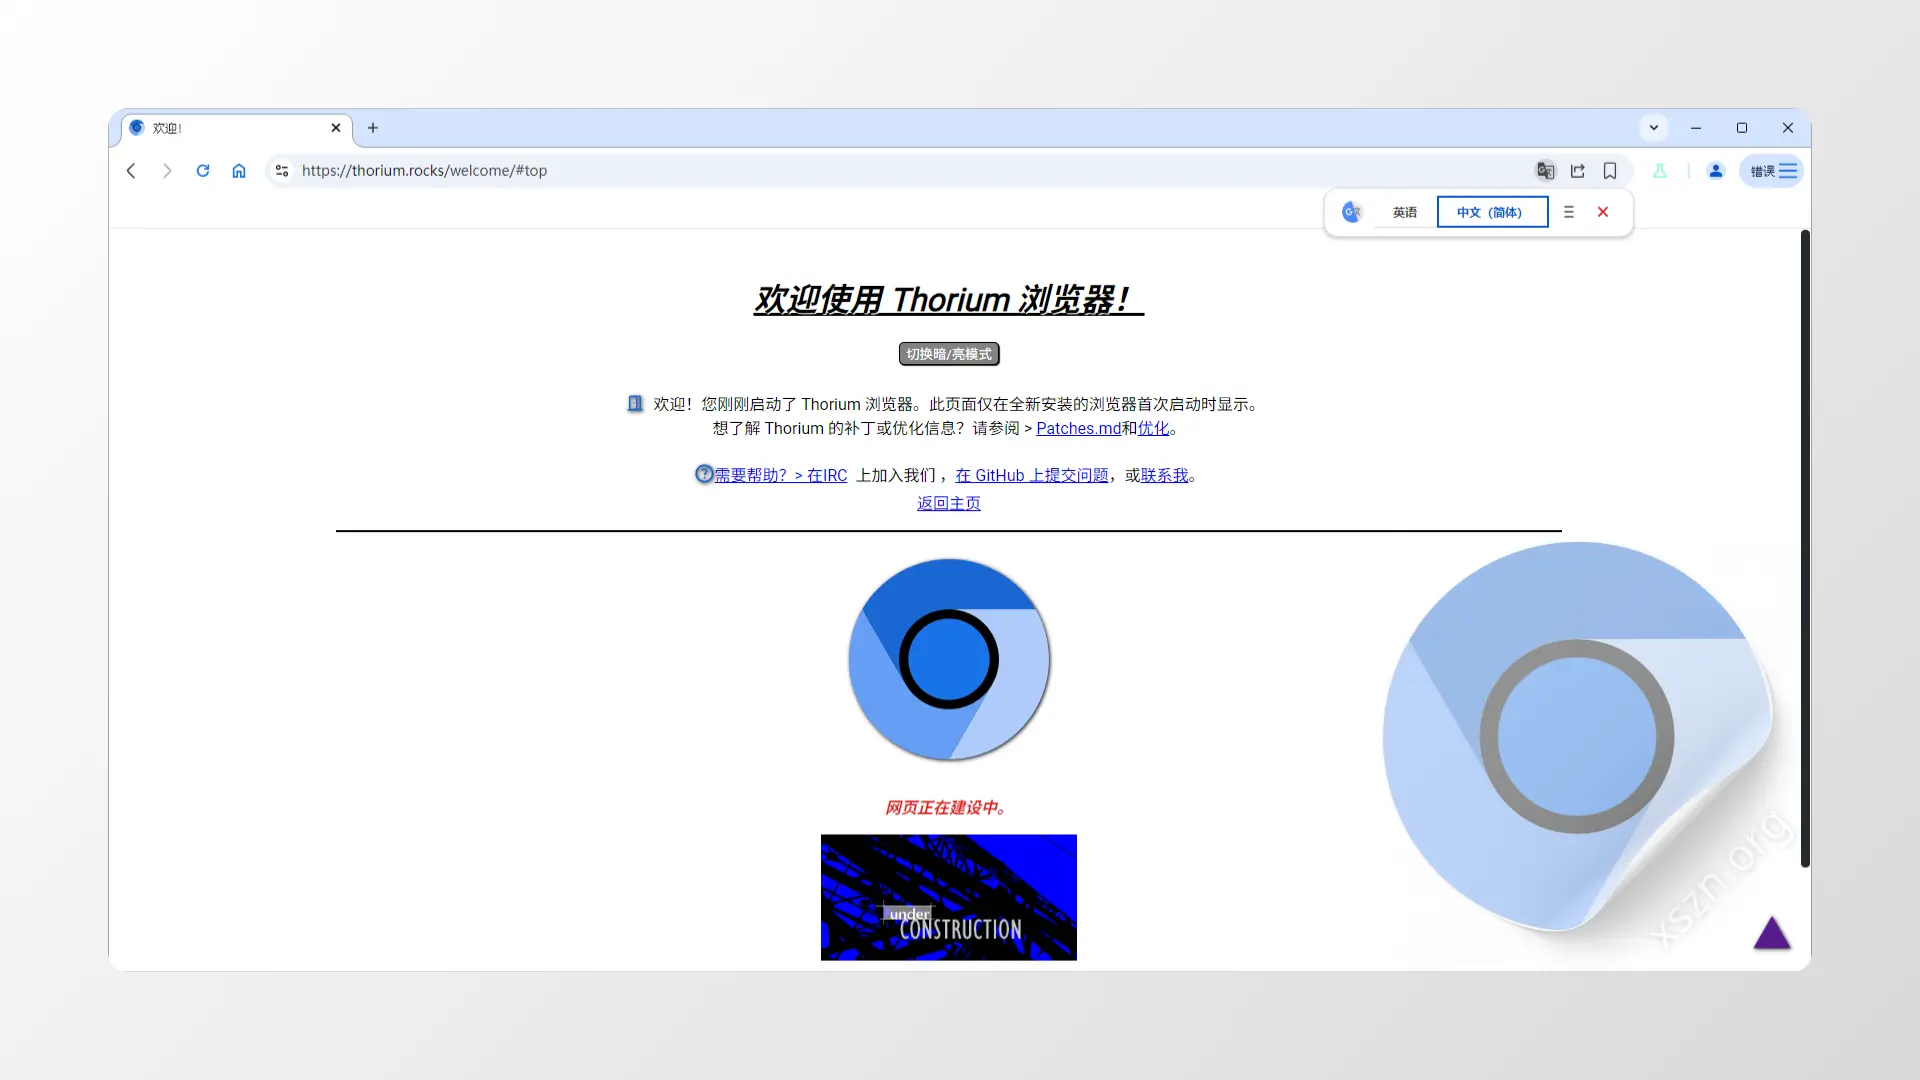 欢迎!
https://thorium.rocks/welcome/#top
错误
英语 中文（简体）
欢迎使用 Thorium 浏览器！
切换暗/亮模式
欢迎！您刚刚启动了 Thorium 浏览器。此页面仅在全新安装的浏览器首次启动时显示。
想了解 Thorium 的补丁或优化信息？请参阅 > Patches.md和优化。
需要帮助？> 在IRC 上加入我们 ，在 GitHub 上提交问题，或联系我。
返回主页
网页正在建设中。
under
CONSTRUCTION
xszn.org